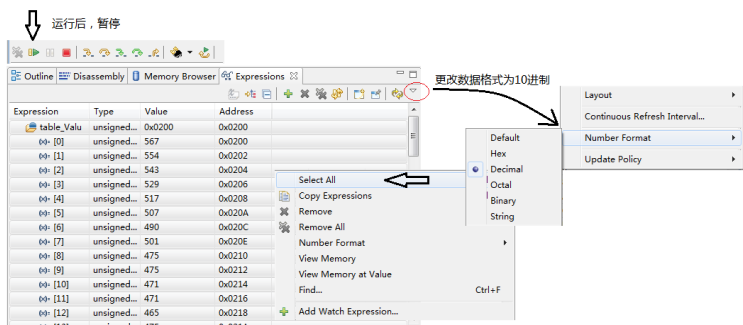 运行后，暂停
Outline Disassembly Memory Browser Expressions
更改数据格式为10进制
Expression Type Value Address
table_Valu unsigned... 0x0200 0x0200
(x)= [0] unsigned... 567 0x0200
(x)= [1] unsigned... 554 0x0202
(x)= [2] unsigned... 543 0x0204
(x)= [3] unsigned... 529 0x0206
(x)= [4] unsigned... 517 0x0208
(x)= [5] unsigned... 507 0x020A
(x)= [6] unsigned... 490 0x020C
(x)= [7] unsigned... 501 0x020E
(x)= [8] unsigned... 475 0x0210
(x)= [9] unsigned... 475 0x0212
(x)= [10] unsigned... 471 0x0214
(x)= [11] unsigned... 471 0x0216
(x)= [12] unsigned... 465 0x0218
Select All
Copy Expressions
Remove
Remove All
Number Format
View Memory
View Memory at Value
Find... Ctrl+F
Add Watch Expression...
Default
Hex
Decimal
Octal
Binary
String
Layout
Continuous Refresh Interval...
Number Format
Update Policy